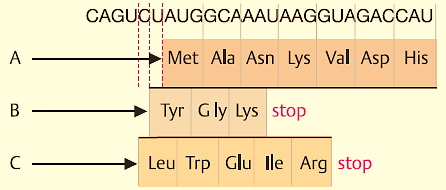 CAGUCUAUGGCAAAUAAGGUAGACCAU
A Met Ala Asn Lys Val Asp His
B Tyr Gly Lys stop
C Leu Trp Glu Ile Arg stop